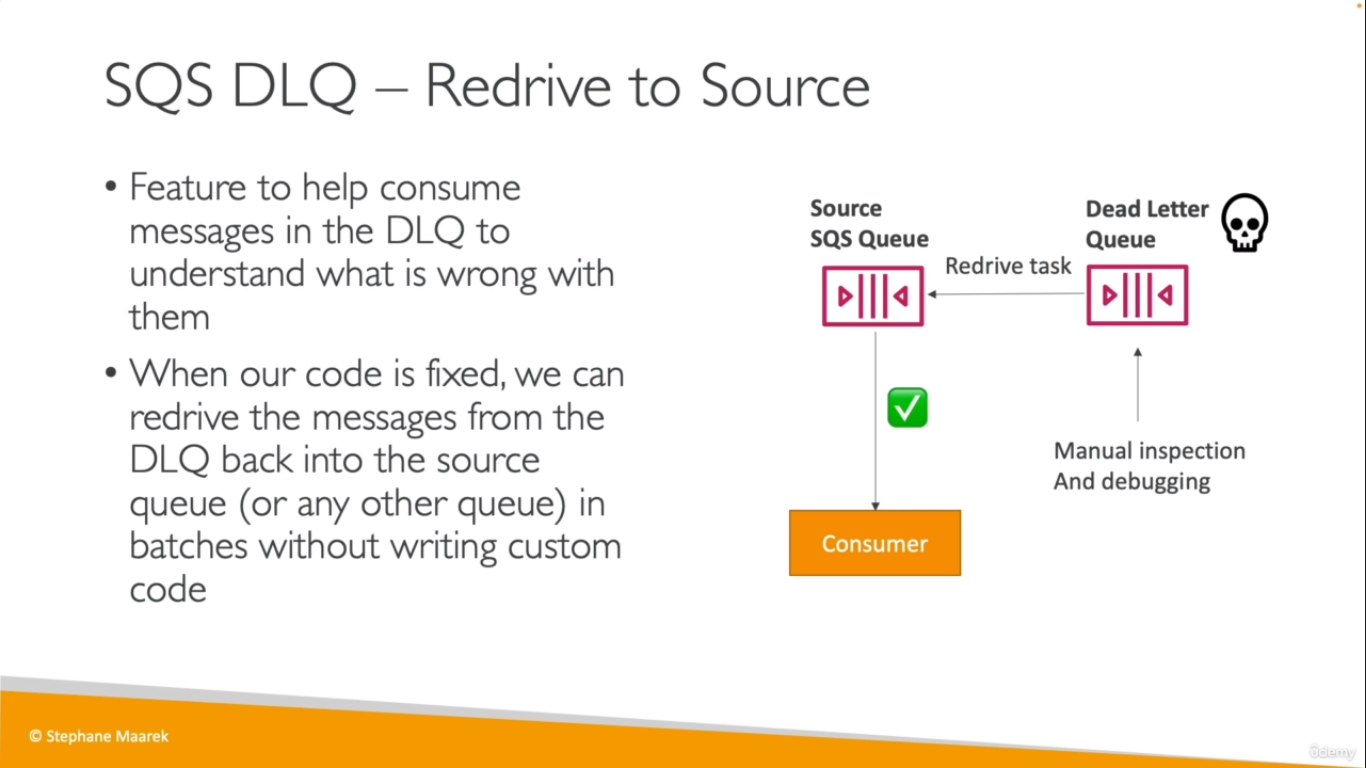 SQS DLQ – Redrive to Source
• Feature to help consume
messages in the DLQ to
understand what is wrong with
them
• When our code is fixed, we can
redrive the messages from the
DLQ back into the source
queue (or any other queue) in
batches without writing custom
code
Source
SQS Queue
Dead Letter
Queue
Redrive task
Manual inspection
And debugging
Consumer
© Stephane Maarek
ûdemy